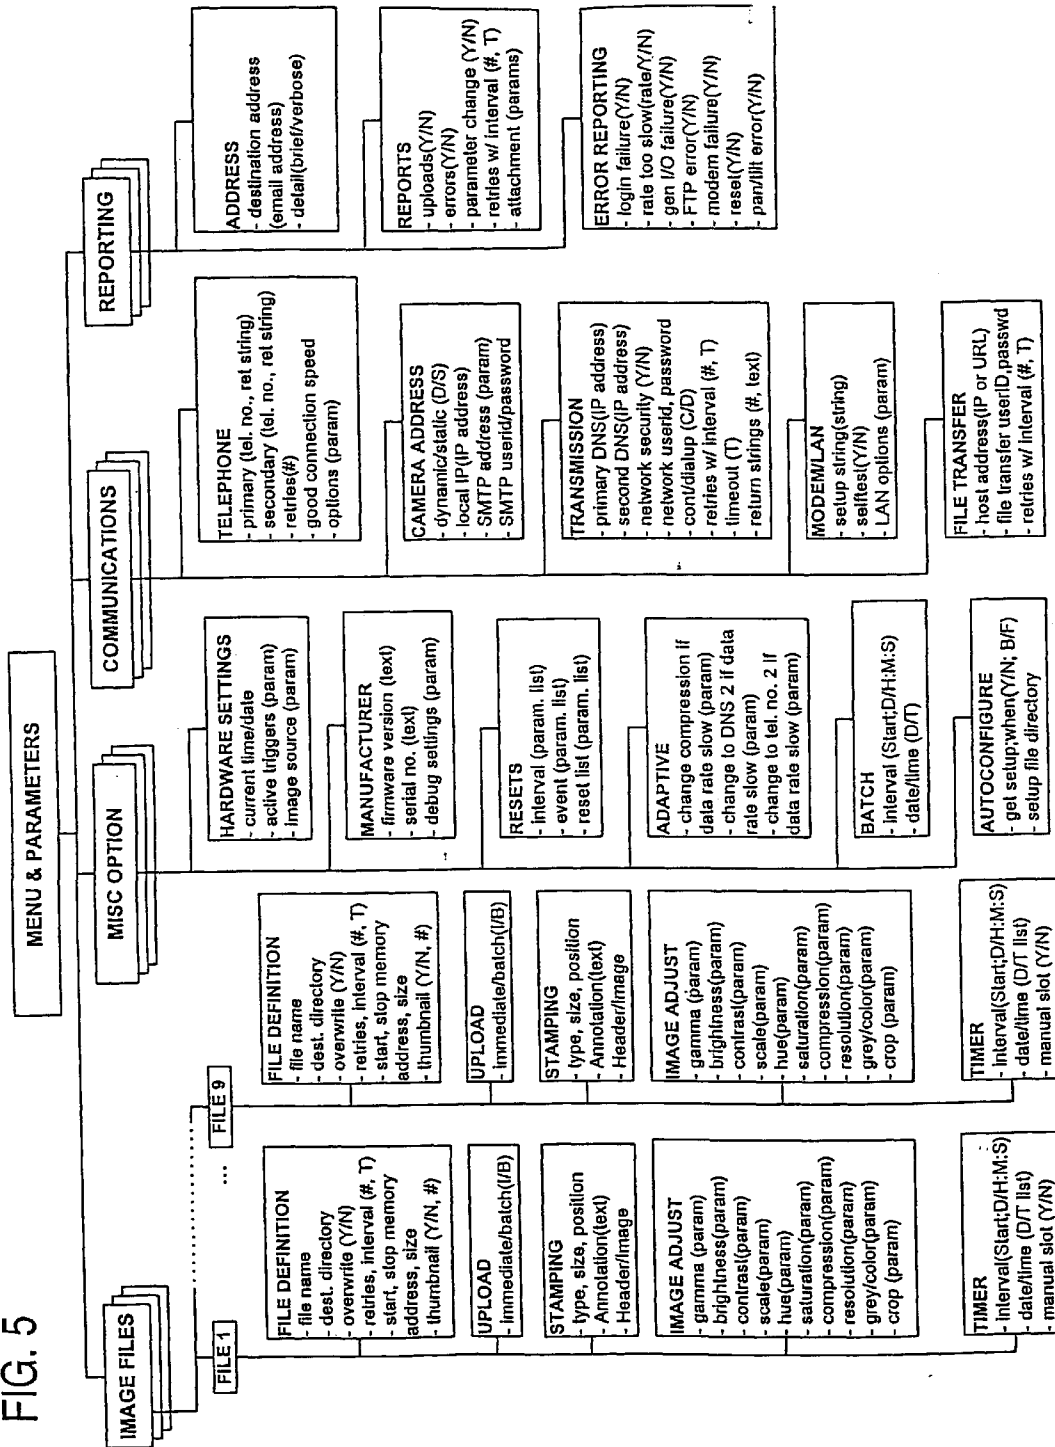 FIG. 5
MENU & PARAMETERS
IMAGE FILES
FILE 1
FILE DEFINITION
- file name
- dest. directory
- overwrite (Y/N)
- retries, interval (#, T)
- start, stop memory
address, size
- thumbnail (Y/N, #)
UPLOAD
- Immediate/batch(I/B)
STAMPING
- type, size, position
- Annotation(text)
- Header/Image
IMAGE ADJUST
- gamma (param)
- brightness(param)
- contrast(param)
- scale(param)
- hue(param)
- saturation(param)
- compression(param)
- resolution(param)
- grey/color(param)
- crop (param)
TIMER
- interval(Start;D/H:M:S)
- date/time (D/T list)
- manual slot (Y/N)
...
FILE 9
FILE DEFINITION
- file name
- dest. directory
- overwrite (Y/N)
- retries, interval (#, T)
- start, stop memory
address, size
- thumbnail (Y/N, #)
UPLOAD
- Immediate/batch(I/B)
STAMPING
- type, size, position
- Annotation(text)
- Header/Image
IMAGE ADJUST
- gamma (param)
- brightness(param)
- contrast(param)
- scale(param)
- hue(param)
- saturation(param)
- compression(param)
- resolution(param)
- grey/color(param)
- crop (param)
TIMER
- interval(Start;D/H:M:S)
- date/time (D/T list)
- manual slot (Y/N)
MISC OPTION
HARDWARE SETTINGS
- current time/date
- active triggers (param)
- image source (param)
MANUFACTURER
- firmware version (text)
- serial no. (text)
- debug settings (param)
RESETS
- interval (param. list)
- event (param. list)
- reset list (param. list)
ADAPTIVE
- change compression if
data rate slow (param)
- change to DNS 2 if data
rate slow (param)
- change to tel. no. 2 if
data rate slow (param)
BATCH
- interval (Start;D/H:M:S)
- date/time (D/T)
AUTOCONFIGURE
- get setup;when(Y/N; B/F)
- setup file directory
COMMUNICATIONS
TELEPHONE
- primary (tel. no., ret string)
- secondary (tel. no., ret string)
- retries(#)
- good connection speed
- options (param)
CAMERA ADDRESS
- dynamic/static (D/S)
- local IP(IP address)
- SMTP address (param)
- SMTP userid/password
TRANSMISSION
- primary DNS(IP address)
- second DNS(IP address)
- network security (Y/N)
- network userid, password
- cont/dialup (C/D)
- retries w/ interval (#, T)
- timeout (T)
- return strings (#, text)
MODEM/LAN
- setup string(string)
- selftest(Y/N)
- LAN options (param)
FILE TRANSFER
- host address(IP or URL)
- file transfer userID,passwd
- retries w/ interval (#, T)
REPORTING
ADDRESS
- destination address
(email address)
- detail(brief/verbose)
REPORTS
- uploads(Y/N)
- errors(Y/N)
- parameter change (Y/N)
- retries w/ interval (#, T)
- attachment (params)
ERROR REPORTING
- login failure(Y/N)
- rate too slow(rate/Y/N)
- gen I/O failure(Y/N)
- FTP error(Y/N)
- modem failure(Y/N)
- reset(Y/N)
- pan/tilt error(Y/N)